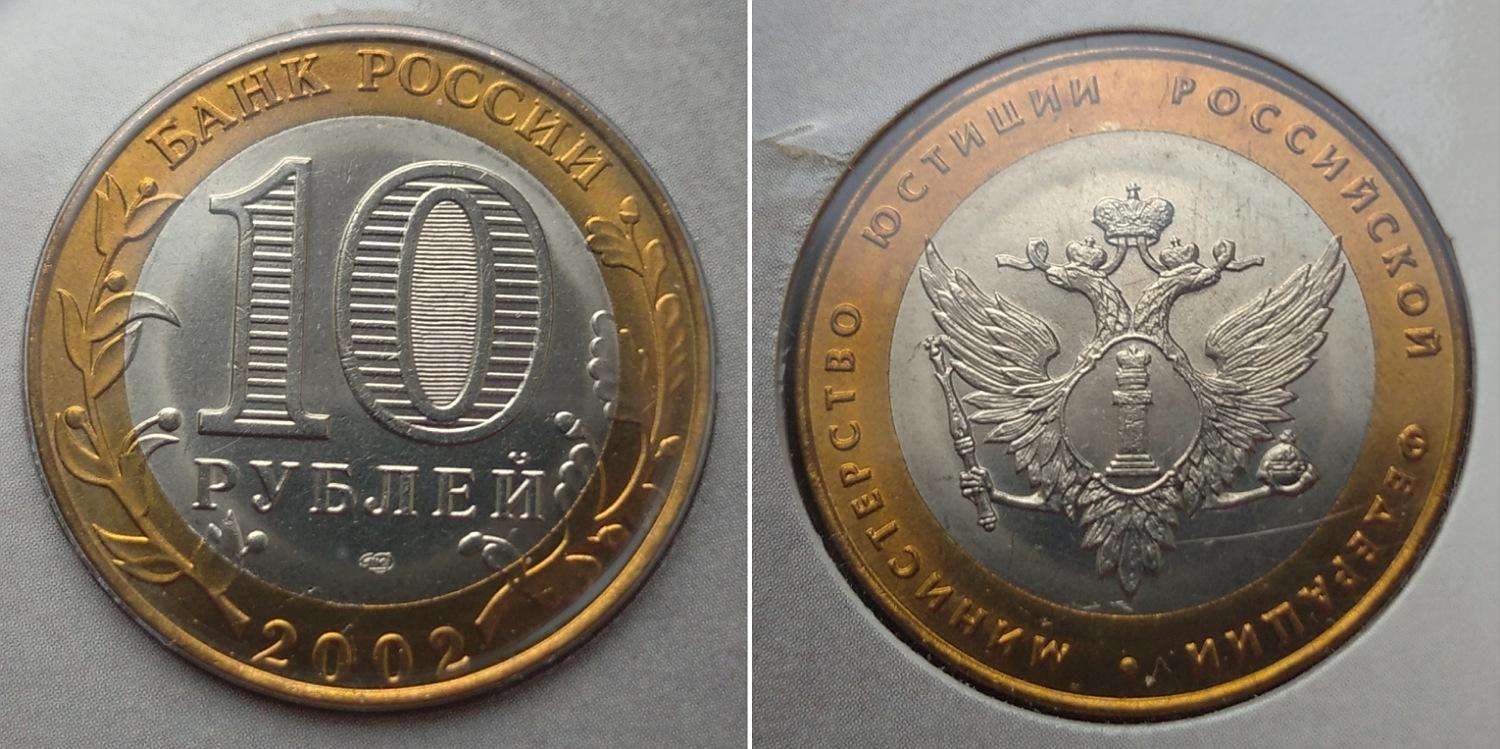 БАНК РОССИИ
10
РУБЛЕЙ
2002
МИНИСТЕРСТВО ЮСТИЦИИ РОССИЙСКОЙ ФЕДЕРАЦИИ •